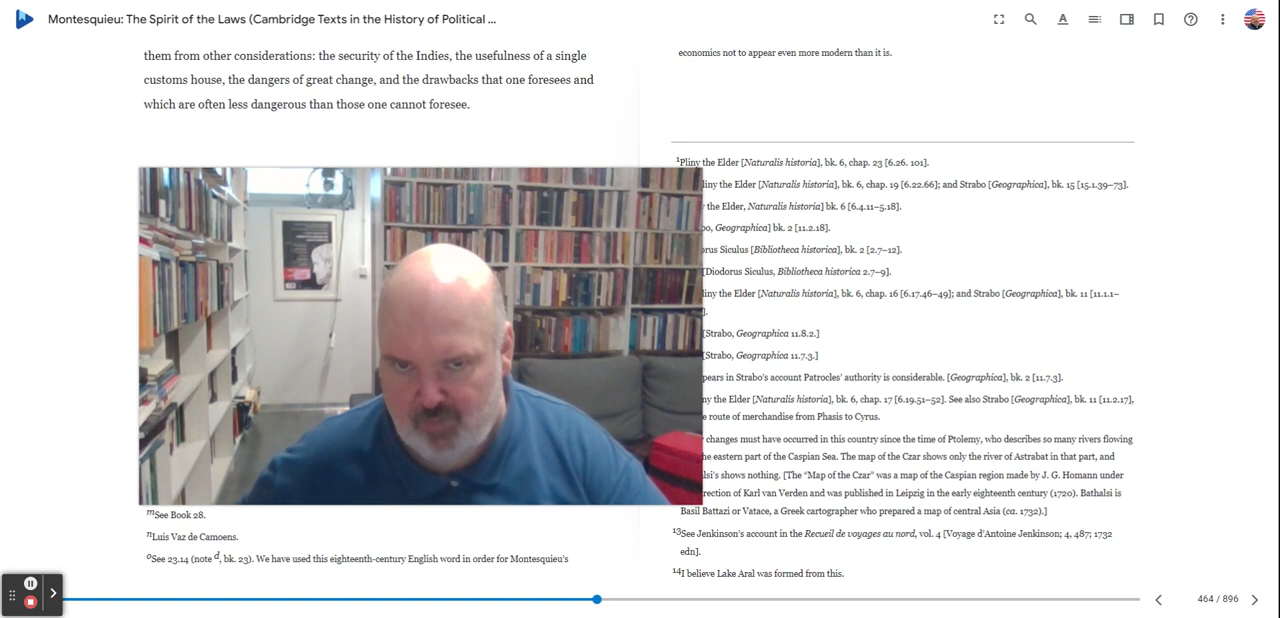 Montesquieu: The Spirit of the Laws (Cambridge Texts in the History of Political ...
them from other considerations: the security of the Indies, the usefulness of a single
customs house, the dangers of great change, and the drawbacks that one foresees and
which are often less dangerous than those one cannot foresee.
mSee Book 28.
nLuis Vaz de Camoens.
oSee 23.14 (note d, bk. 23). We have used this eighteenth-century English word in order for Montesquieu's
economics not to appear even more modern than it is.
1Pliny the Elder [Naturalis historia], bk. 6, chap. 23 [6.26. 101].
liny the Elder [Naturalis historia], bk. 6, chap. 19 [6.22.66]; and Strabo [Geographica], bk. 15 [15.1.39–73].
the Elder, Naturalis historia] bk. 6 [6.4.11–5.18].
bo, Geographica] bk. 2 [11.2.18].
rus Siculus [Bibliotheca historica], bk. 2 [2.7–12].
[Diodorus Siculus, Bibliotheca historica 2.7–9].
liny the Elder [Naturalis historia], bk. 6, chap. 16 [6.17.46–49]; and Strabo [Geographica], bk. 11 [11.1.1–
].
[Strabo, Geographica 11.8.2.]
[Strabo, Geographica 11.7.3.]
pears in Strabo's account Patrocles' authority is considerable. [Geographica], bk. 2 [11.7.3].
ny the Elder [Naturalis historia], bk. 6, chap. 17 [6.19.51–52]. See also Strabo [Geographica], bk. 11 [11.2.17],
e route of merchandise from Phasis to Cyrus.
changes must have occurred in this country since the time of Ptolemy, who describes so many rivers flowing
he eastern part of the Caspian Sea. The map of the Czar shows only the river of Astrabat in that part, and
lsi's shows nothing. [The “Map of the Czar” was a map of the Caspian region made by J. G. Homann under
rection of Karl van Verden and was published in Leipzig in the early eighteenth century (1720). Bathalsi is
Basil Battazi or Vatace, a Greek cartographer who prepared a map of central Asia (ca. 1732).]
13See Jenkinson's account in the Recueil de voyages au nord, vol. 4 [Voyage d'Antoine Jenkinson; 4, 487; 1732
edn].
14I believe Lake Aral was formed from this.
464 / 896